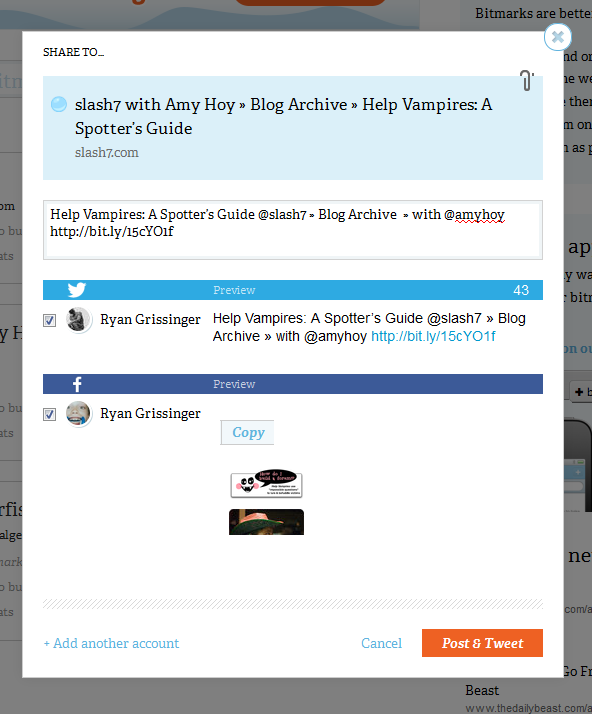 Bitmarks are better
SHARE TO...
slash7 with Amy Hoy » Blog Archive » Help Vampires: A
Spotter's Guide
slash7.com
Help Vampires: A Spotter's Guide @slash7 » Blog Archive » with @amyhoy
http://bit.ly/15cYO1f
Preview 43
Ryan Grissinger
Help Vampires: A Spotter's Guide @slash7 » Blog
Archive » with @amyhoy http://bit.ly/15cYO1f
f Preview
Ryan Grissinger
Copy
+ Add another account
Cancel
Post & Tweet
Beast
www.thedailybeast.com/a